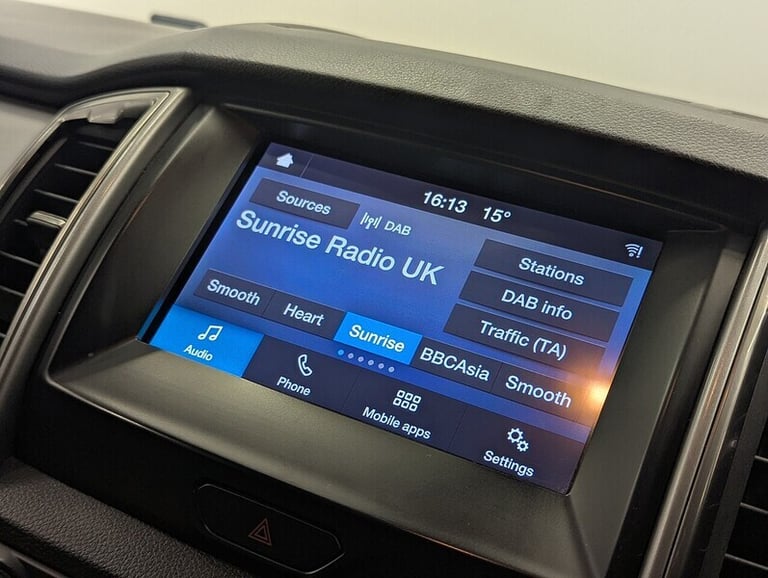 16:13 15°
Sources
DAB
Sunrise Radio UK
Stations
DAB info
Traffic (TA)
Smooth
Heart
Sunrise
BBCAsia
Smooth
Audio
Phone
Mobile apps
Settings